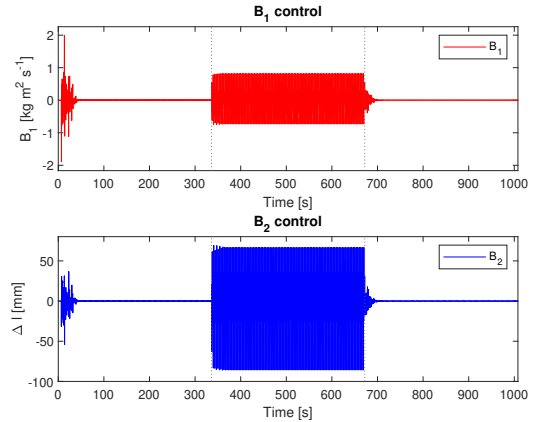 B₁ control
B₁ [kg m² s⁻¹]
2
1
0
-1
-2
B₁
0 100 200 300 400 500 600 700 800 900 1000
Time [s]
B₂ control
Δ l [mm]
50
0
-50
-100
B₂
0 100 200 300 400 500 600 700 800 900 1000
Time [s]